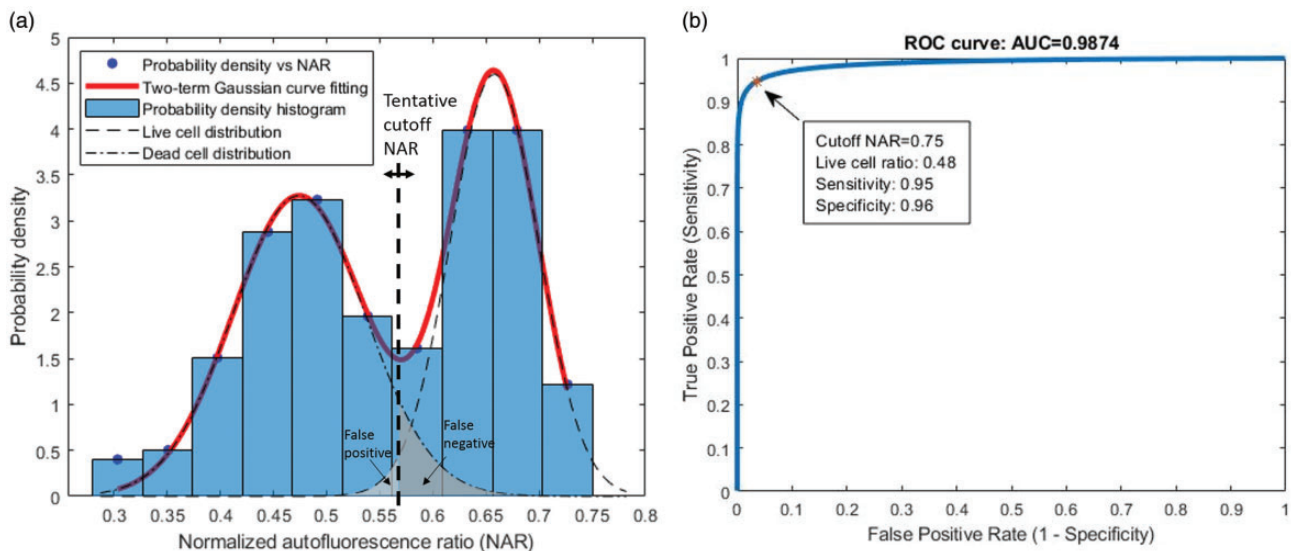 (a)
5
4.5
4
3.5
3
2.5
2
1.5
1
0.5
0
Probability density
Probability density vs NAR
Two-term Gaussian curve fitting
Probability density histogram
Live cell distribution
Dead cell distribution
Tentative
cutoff
NAR
False
positive
False
negative
0.3 0.35 0.4 0.45 0.5 0.55 0.6 0.65 0.7 0.75 0.8
Normalized autofluorescence ratio (NAR)
(b)
ROC curve: AUC=0.9874
1
0.9
0.8
0.7
0.6
0.5
0.4
0.3
0.2
0.1
0
True Positive Rate (Sensitivity)
Cutoff NAR=0.75
Live cell ratio: 0.48
Sensitivity: 0.95
Specificity: 0.96
0 0.1 0.2 0.3 0.4 0.5 0.6 0.7 0.8 0.9 1
False Positive Rate (1 - Specificity)